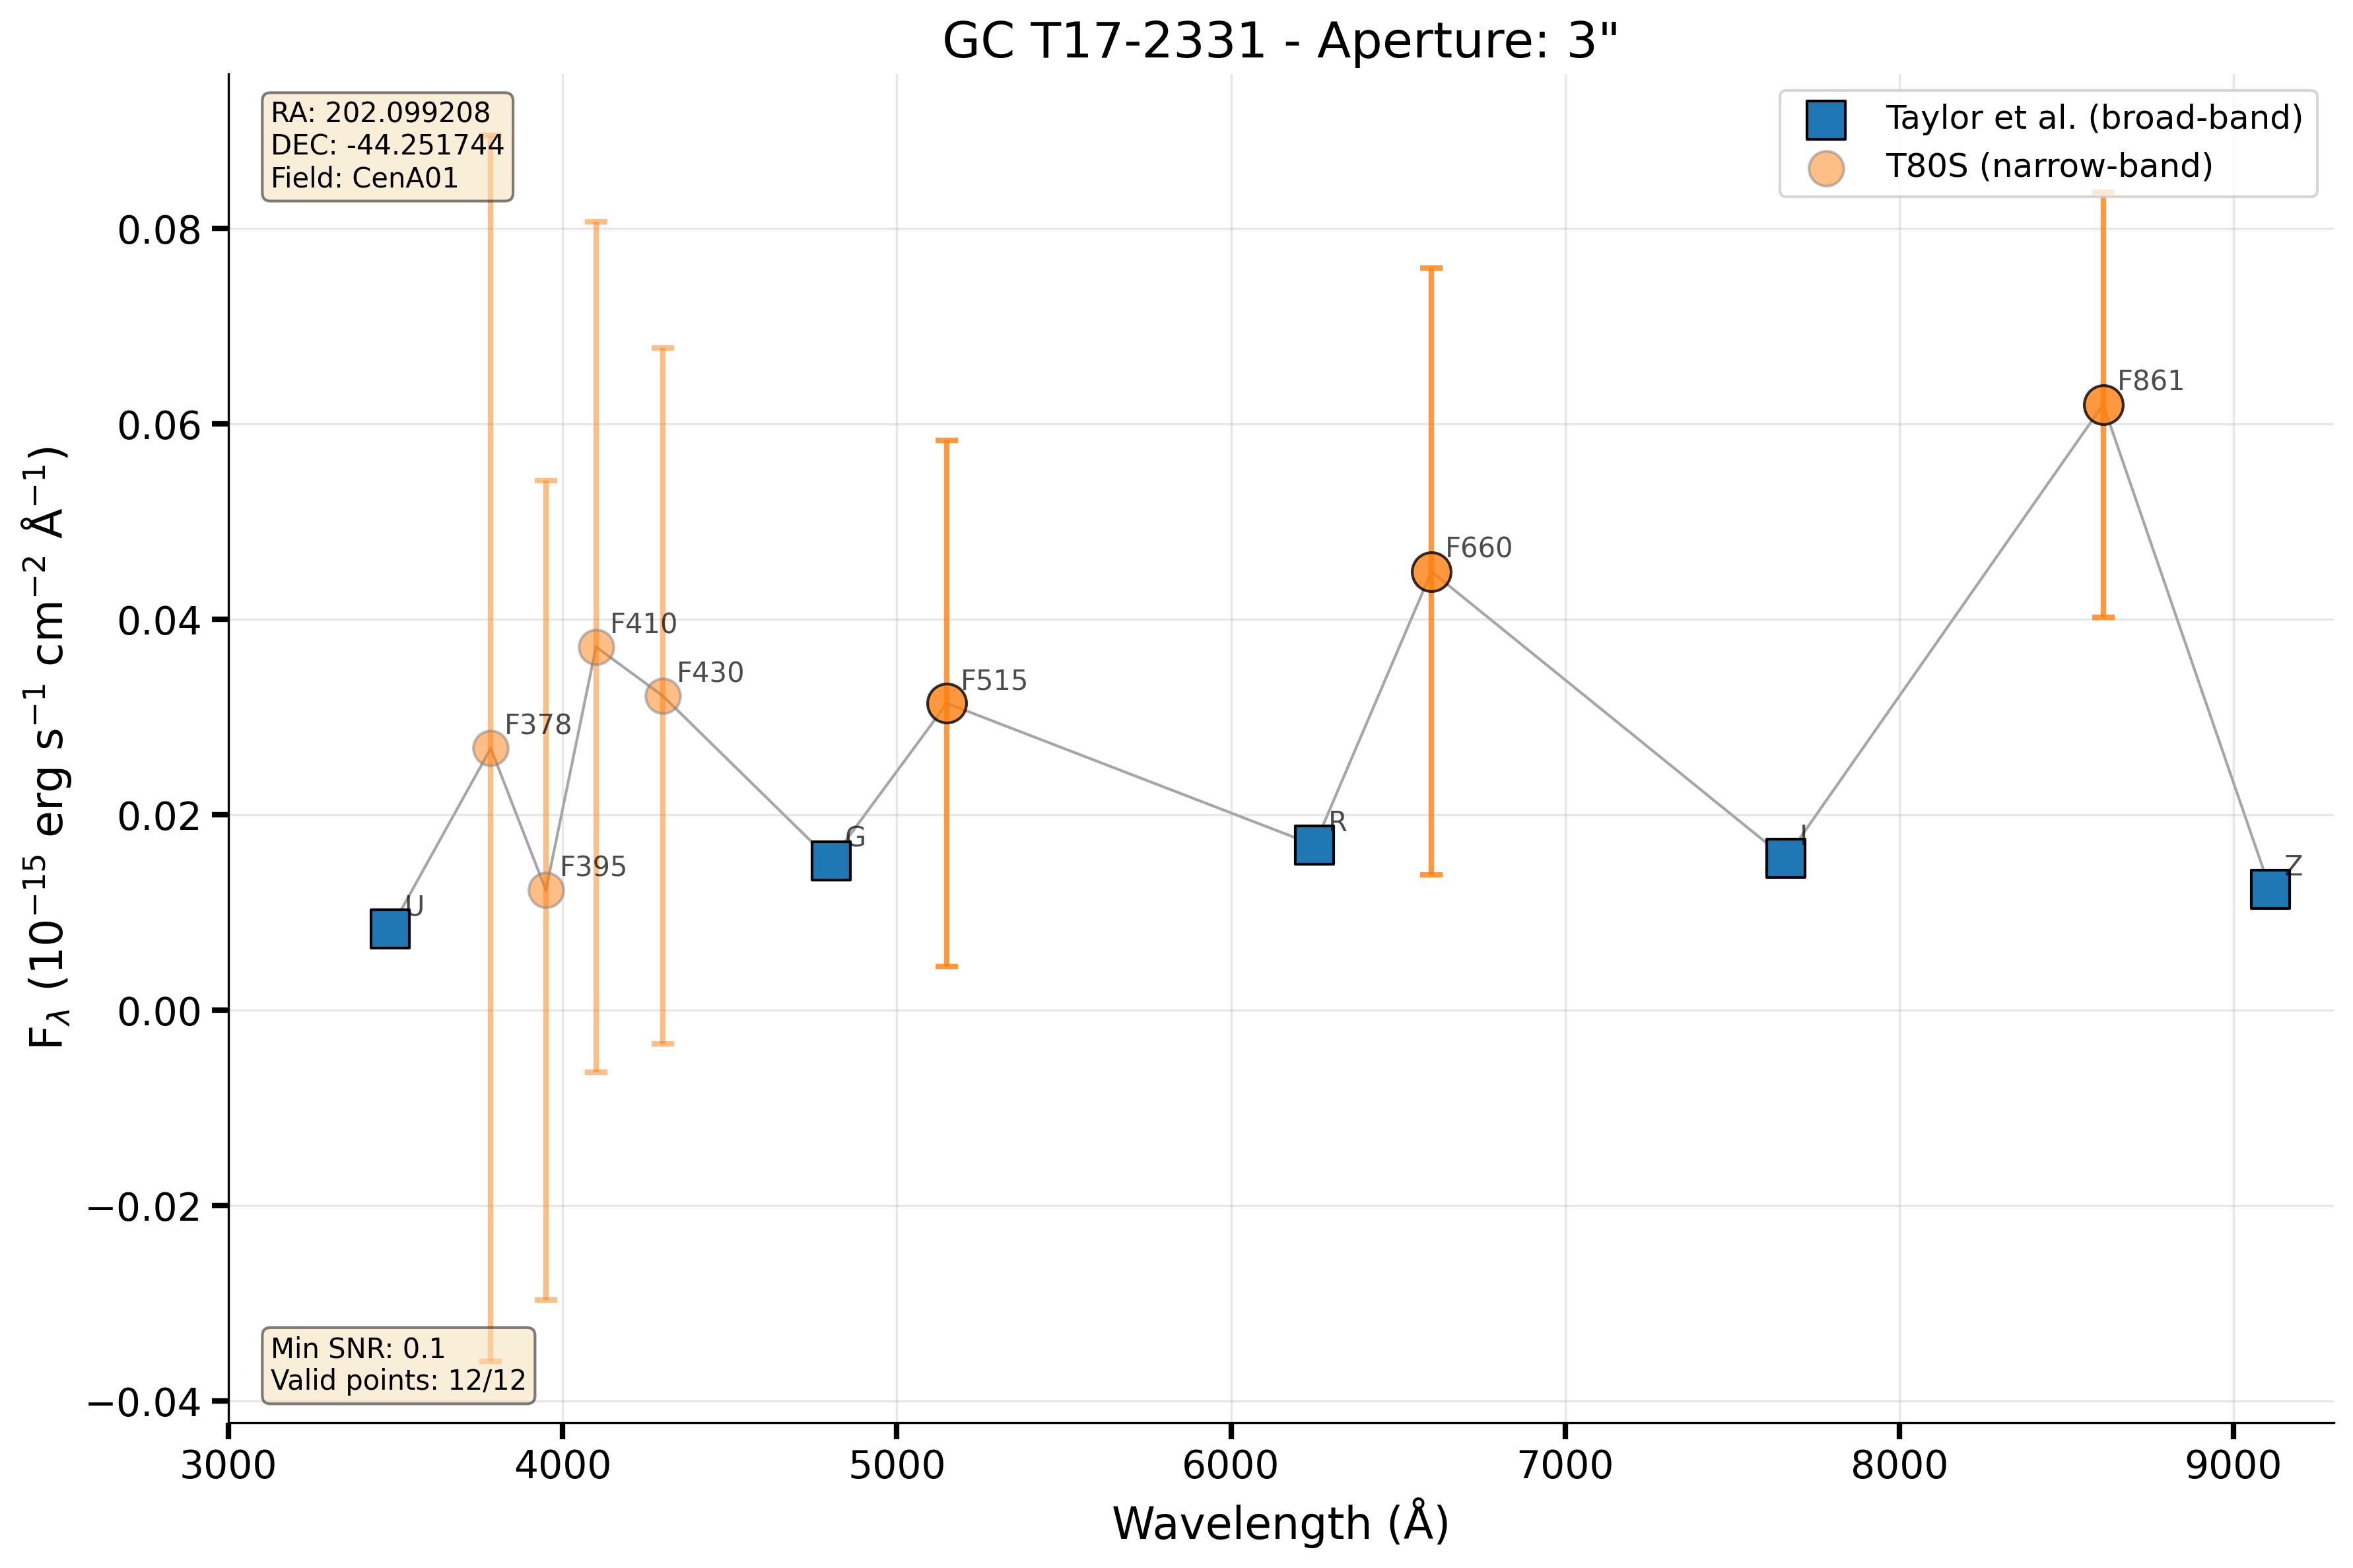 GC T17-2331 - Aperture: 3"
RA: 202.099208
DEC: -44.251744
Field: CenA01
Taylor et al. (broad-band)
T80S (narrow-band)
0.08
0.06
0.04
0.02
0.00
−0.02
−0.04
F_λ (10⁻¹⁵ erg s⁻¹ cm⁻² Å⁻¹)
U
F378
F395
F410
F430
G
F515
R
F660
I
F861
Z
Min SNR: 0.1
Valid points: 12/12
3000 4000 5000 6000 7000 8000 9000
Wavelength (Å)